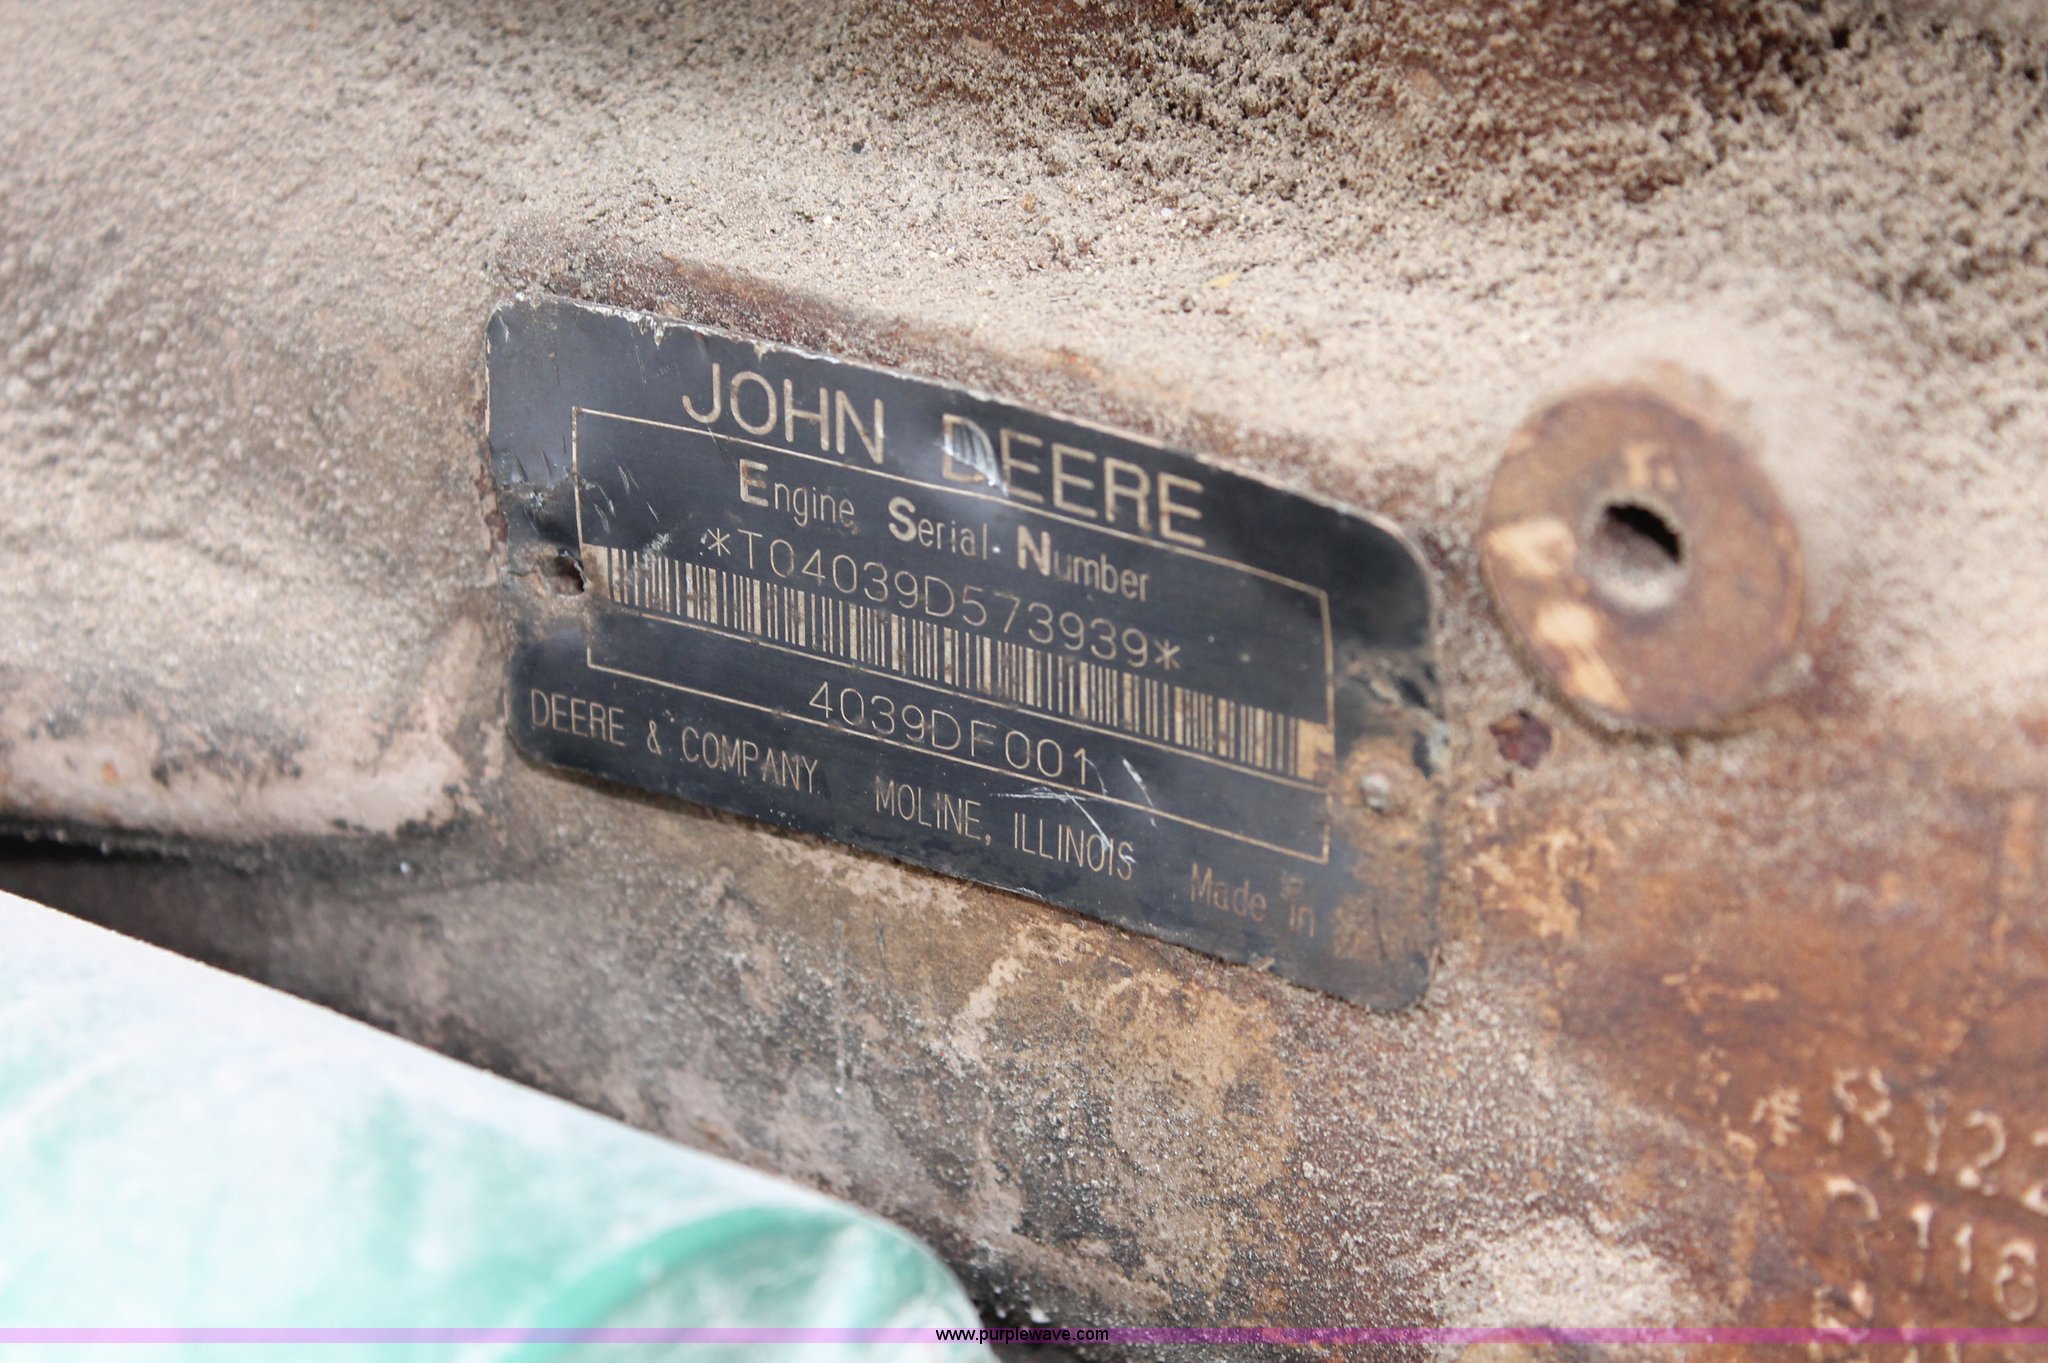 JOHN DEERE
Engine Serial Number
*T04039D573939*
4039DF001
DEERE & COMPANY MOLINE, ILLINOIS Made in
www.purplewave.com